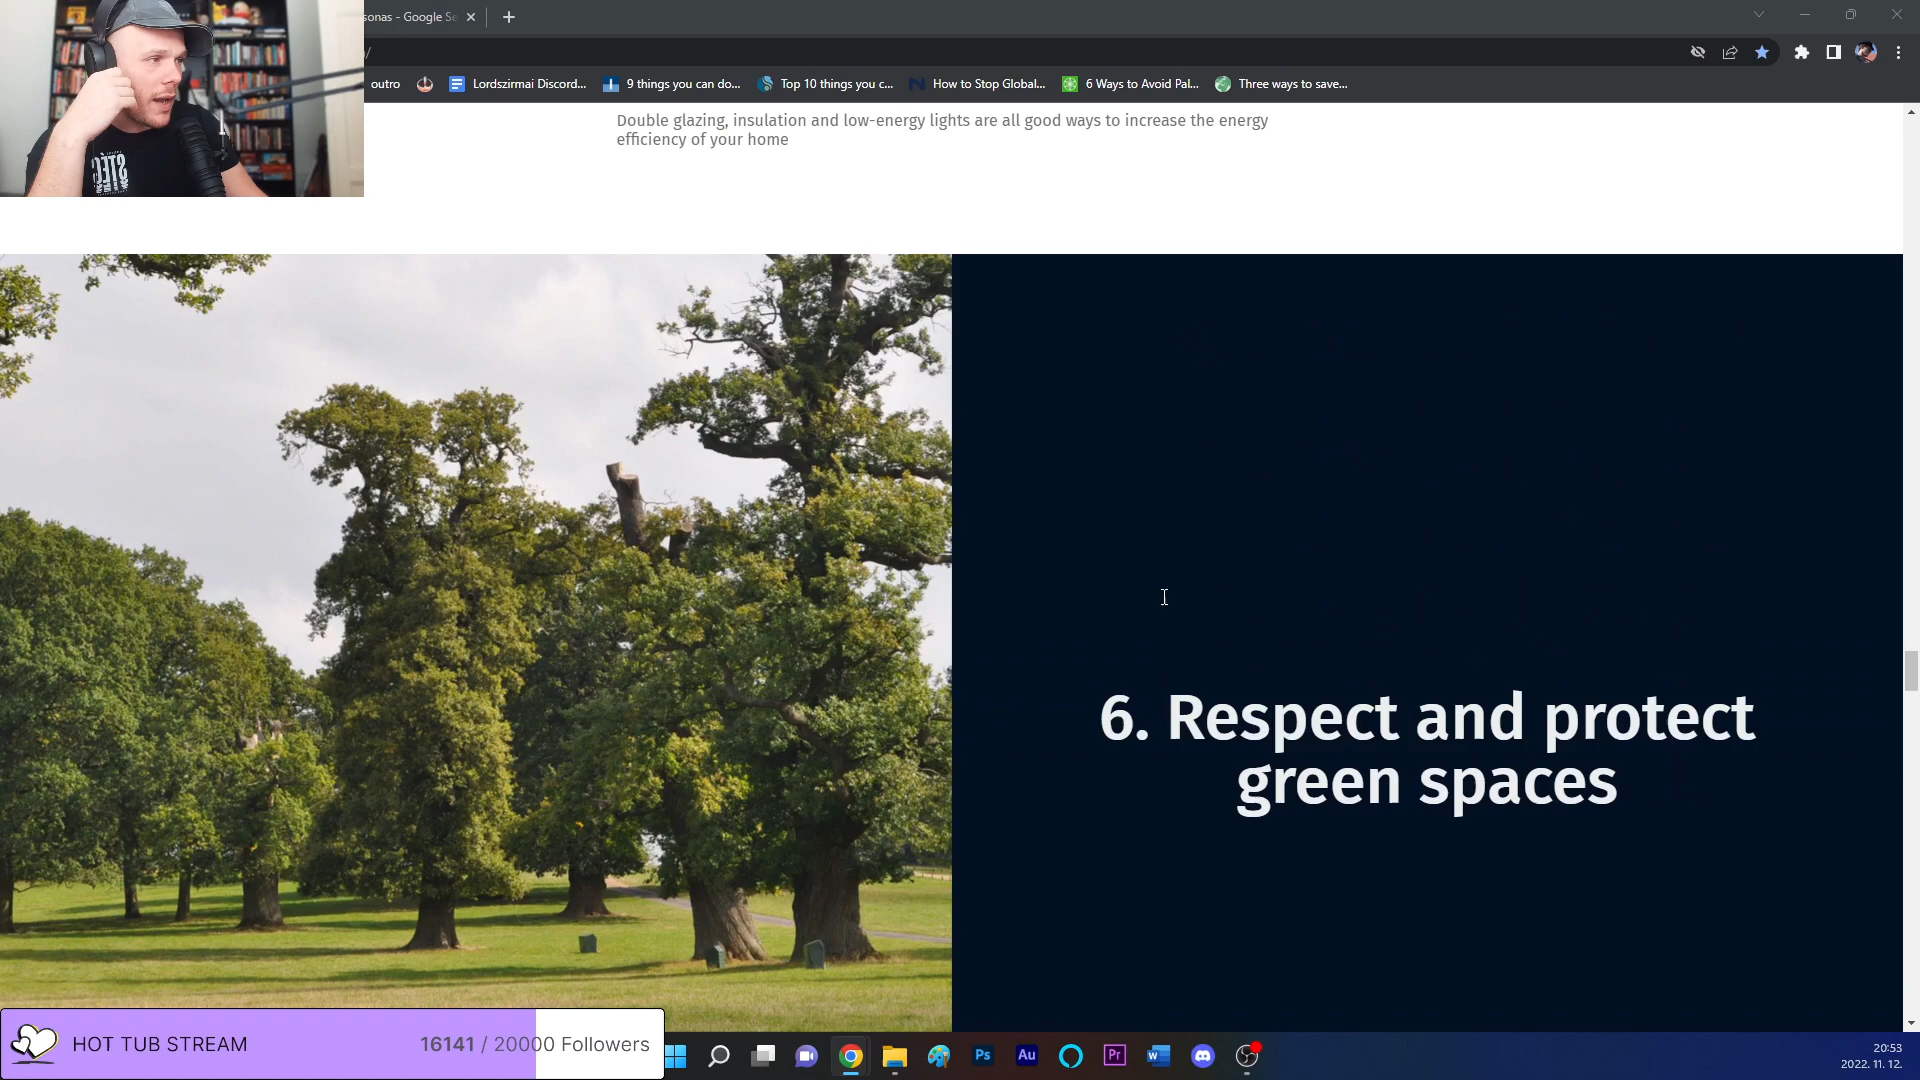 sonas - Google Se
/
outro
Lordszirmai Discord...
9 things you can do...
Top 10 things you c...
How to Stop Global...
6 Ways to Avoid Pal...
Three ways to save...
Double glazing, insulation and low-energy lights are all good ways to increase the energy
efficiency of your home
6. Respect and protect
green spaces
HOT TUB STREAM
16141 / 20000 Followers
Ps
Au
Pr
W
20:53
2022. 11. 12.